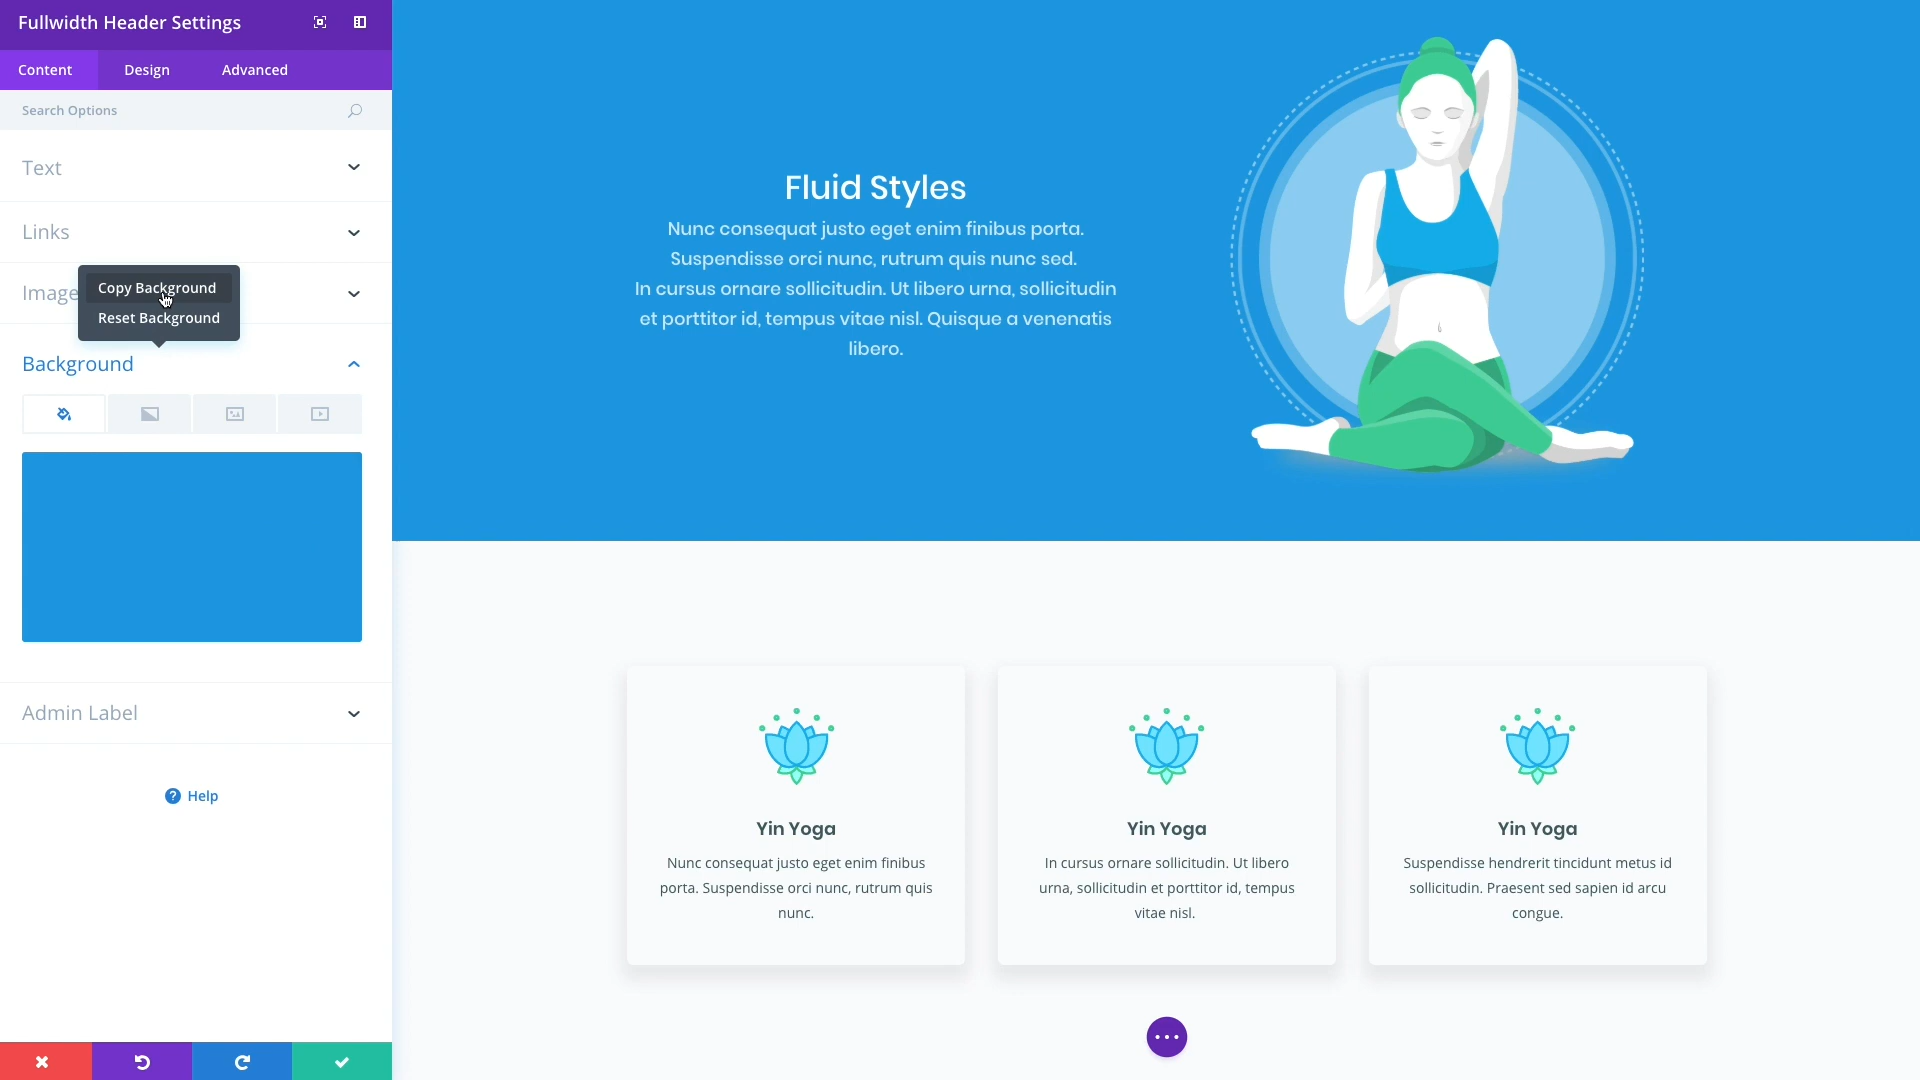 Fullwidth Header Settings
Content Design Advanced
Search Options
Text
Links
Image
Copy Background
Reset Background
Background
Admin Label
? Help
Fluid Styles
Nunc consequat justo eget enim finibus porta.
Suspendisse orci nunc, rutrum quis nunc sed.
In cursus ornare sollicitudin. Ut libero urna, sollicitudin
et porttitor id, tempus vitae nisl. Quisque a venenatis
libero.
Yin Yoga
Nunc consequat justo eget enim finibus
porta. Suspendisse orci nunc, rutrum quis
nunc.
Yin Yoga
In cursus ornare sollicitudin. Ut libero
urna, sollicitudin et porttitor id, tempus
vitae nisl.
Yin Yoga
Suspendisse hendrerit tincidunt metus id
sollicitudin. Praesent sed sapien id arcu
congue.